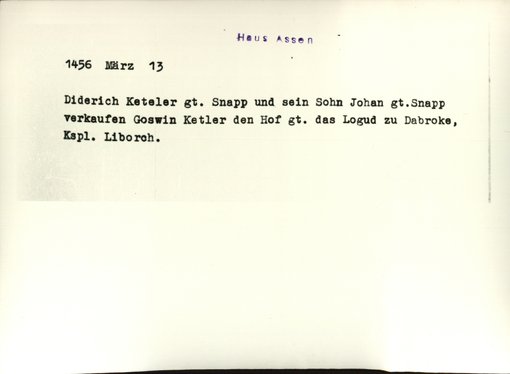 Haus Assen
1456 März 13
Diderich Keteler gt. Snapp und sein Sohn Johan gt.Snapp
verkaufen Goswin Ketler den Hof gt. das Logud zu Dabroke,
Kspl. Liborch.